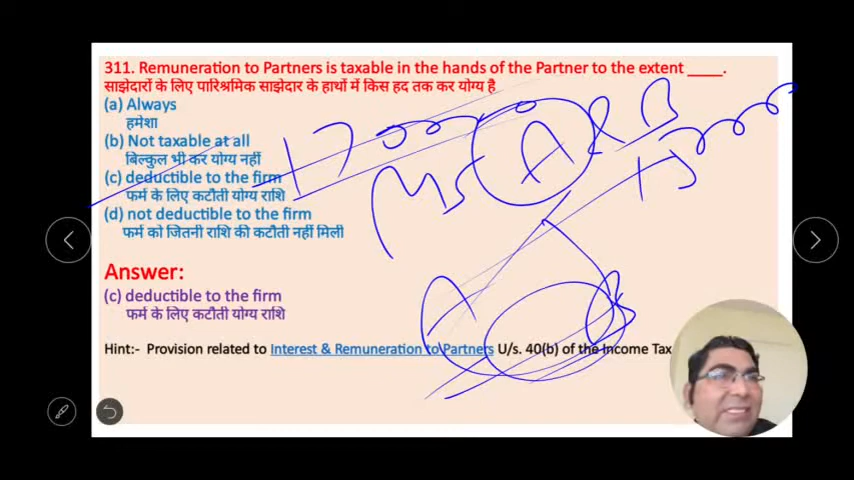 311. Remuneration to Partners is taxable in the hands of the Partner to the extent ____.
साझेदारों के लिए पारिश्रमिक साझेदार के हाथों में किस हद तक कर योग्य है
(a) Always
हमेशा
(b) Not taxable at all
बिल्कुल भी कर योग्य नहीं
(c) deductible to the firm
फर्म के लिए कटौती योग्य राशि
(d) not deductible to the firm
फर्म को जितनी राशि की कटौती नहीं मिली
A & B
A
Answer:
(c) deductible to the firm
फर्म के लिए कटौती योग्य राशि
Hint:- Provision related to Interest & Remuneration to Partners U/s. 40(b) of the Income Tax